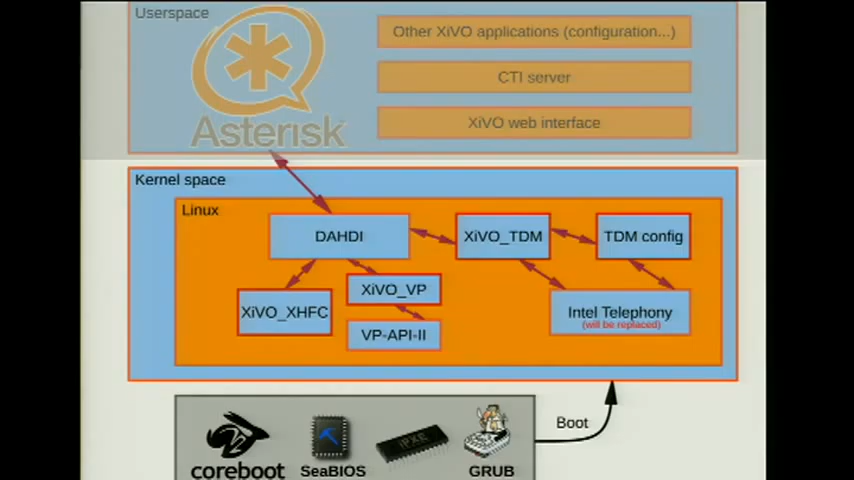 Userspace
Other XiVO applications (configuration...)
CTI server
XiVO web interface
Asterisk
Kernel space
Linux
DAHDI
XiVO_TDM
TDM config
XiVO_XHFC
XiVO_VP
VP-API-II
Intel Telephony
(will be replaced)
Boot
iPXE
coreboot
SeaBIOS
GRUB